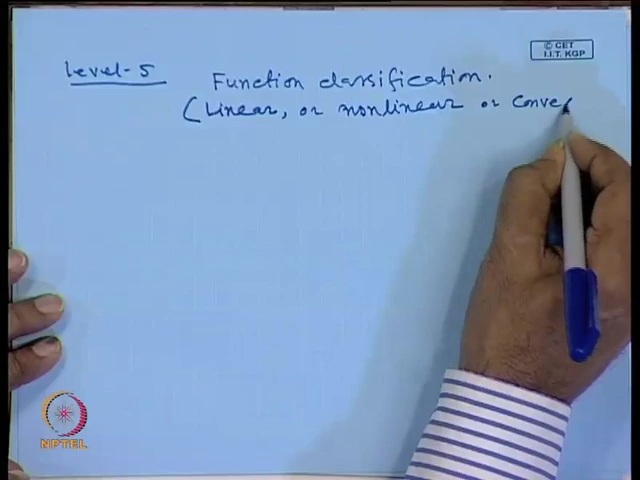 © CET
I.I.T. KGP
Level-5
Function classification.
(Linear, or nonlinear or conve
NPTEL